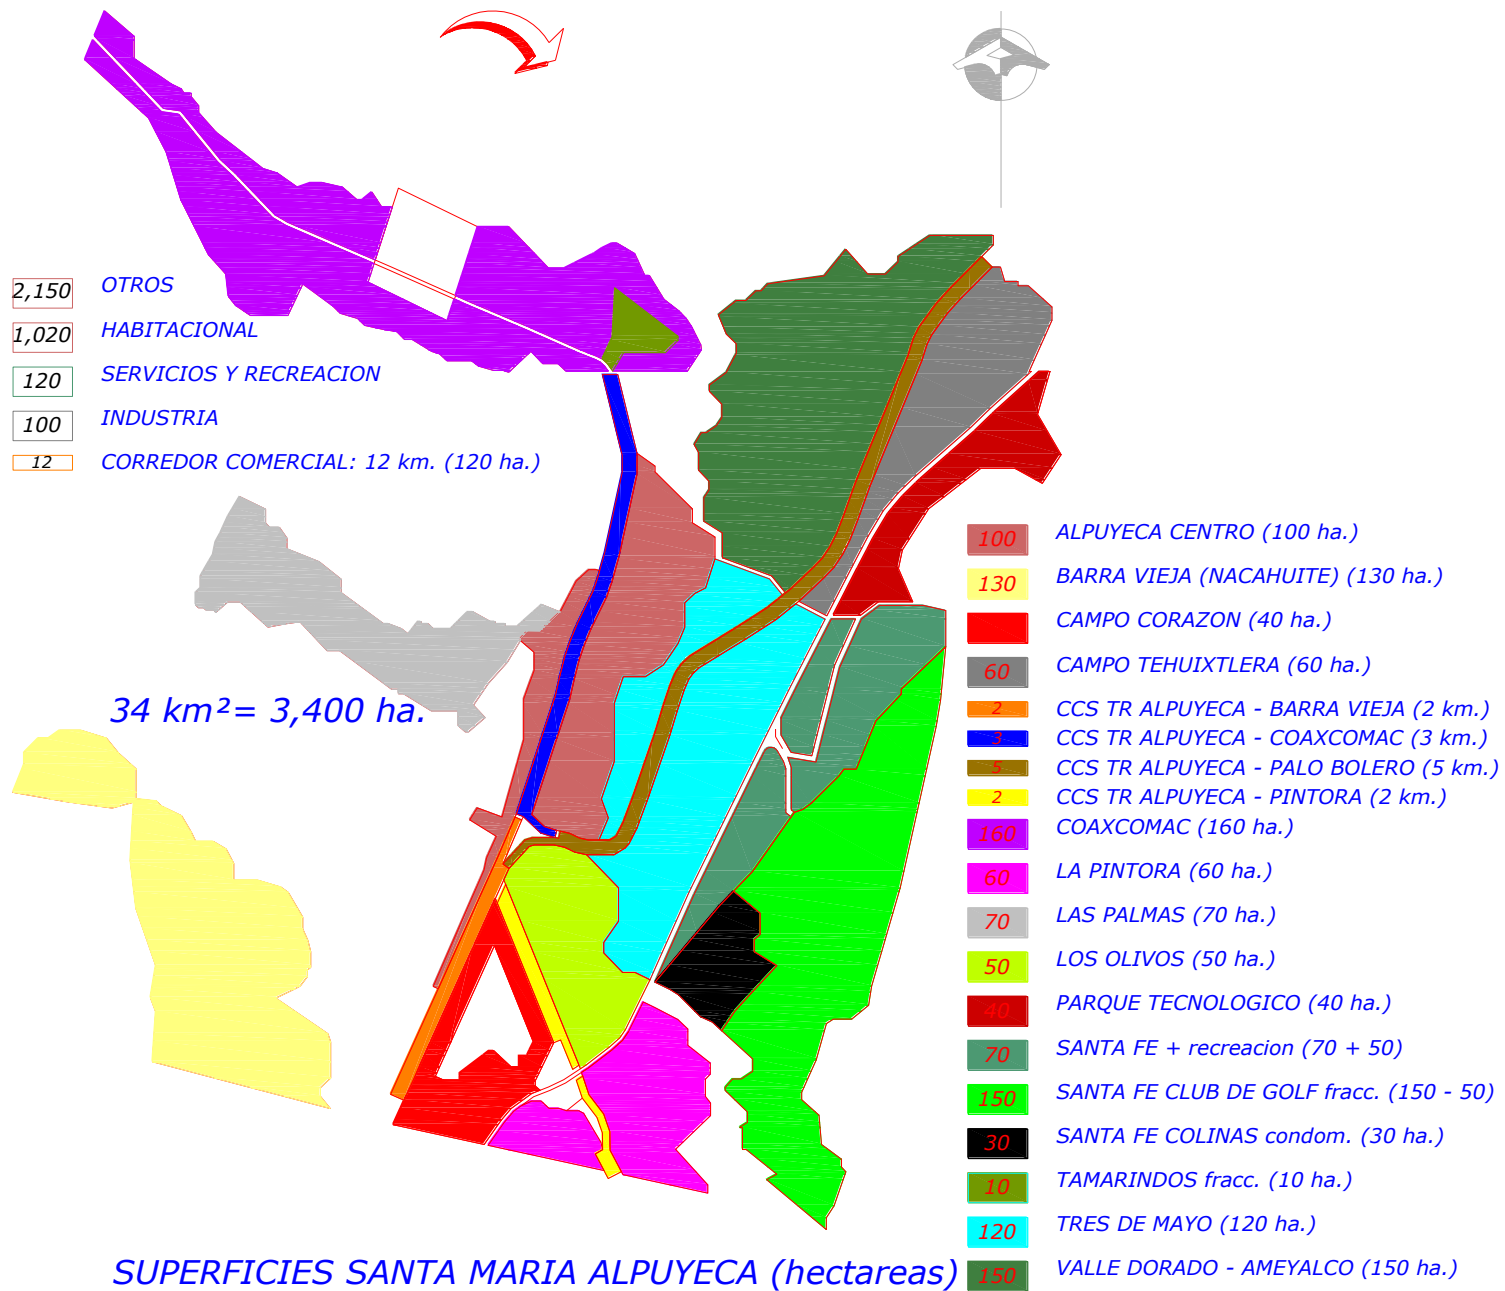 2,150 OTROS
1,020 HABITACIONAL
120 SERVICIOS Y RECREACION
100 INDUSTRIA
12 CORREDOR COMERCIAL: 12 km. (120 ha.)
34 km²= 3,400 ha.
100 ALPUYECA CENTRO (100 ha.)
130 BARRA VIEJA (NACAHUITE) (130 ha.)
CAMPO CORAZON (40 ha.)
60 CAMPO TEHUIXTLERA (60 ha.)
2 CCS TR ALPUYECA - BARRA VIEJA (2 km.)
3 CCS TR ALPUYECA - COAXCOMAC (3 km.)
5 CCS TR ALPUYECA - PALO BOLERO (5 km.)
2 CCS TR ALPUYECA - PINTORA (2 km.)
160 COAXCOMAC (160 ha.)
60 LA PINTORA (60 ha.)
70 LAS PALMAS (70 ha.)
50 LOS OLIVOS (50 ha.)
40 PARQUE TECNOLOGICO (40 ha.)
70 SANTA FE + recreacion (70 + 50)
150 SANTA FE CLUB DE GOLF fracc. (150 - 50)
30 SANTA FE COLINAS condom. (30 ha.)
10 TAMARINDOS fracc. (10 ha.)
120 TRES DE MAYO (120 ha.)
150 VALLE DORADO - AMEYALCO (150 ha.)
SUPERFICIES SANTA MARIA ALPUYECA (hectareas)